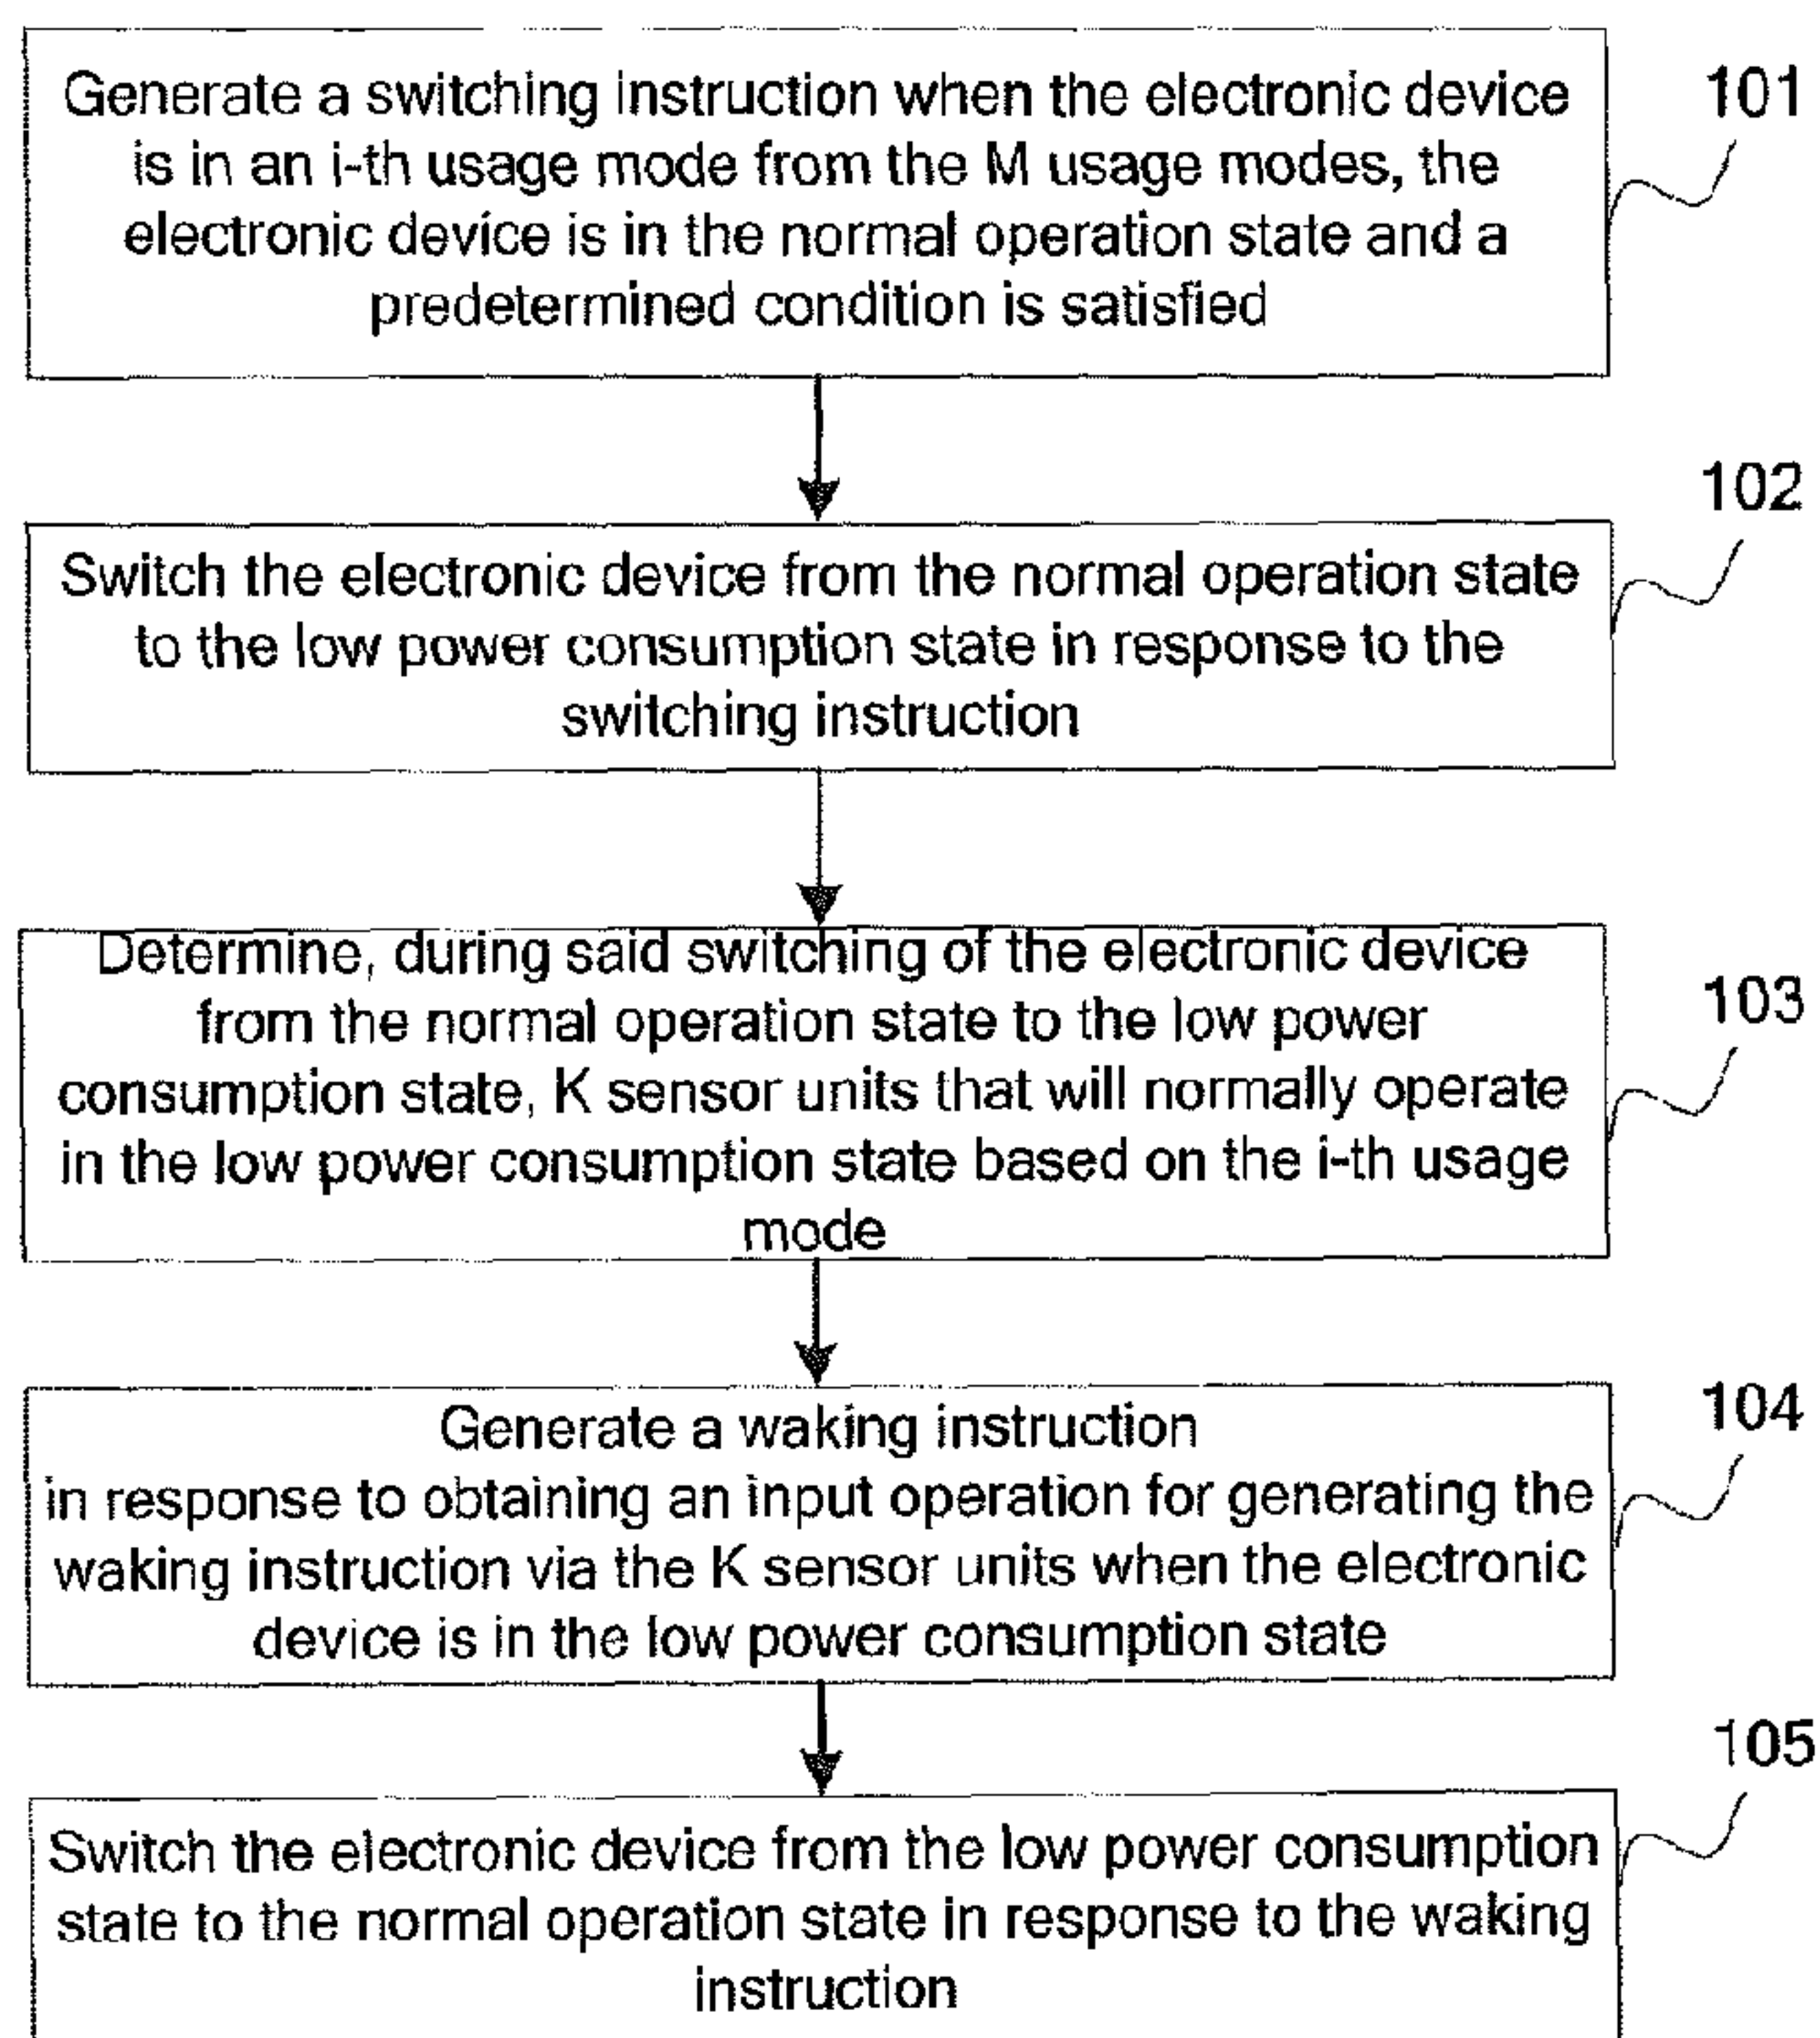 Generate a switching instruction when the electronic device
is in an i-th usage mode from the M usage modes, the
electronic device is in the normal operation state and a
predetermined condition is satisfied
101
Switch the electronic device from the normal operation state
to the low power consumption state in response to the
switching instruction
102
Determine, during said switching of the electronic device
from the normal operation state to the low power
consumption state, K sensor units that will normally operate
in the low power consumption state based on the i-th usage
mode
103
Generate a waking instruction
in response to obtaining an input operation for generating the
waking instruction via the K sensor units when the electronic
device is in the low power consumption state
104
Switch the electronic device from the low power consumption
state to the normal operation state in response to the waking
instruction
105